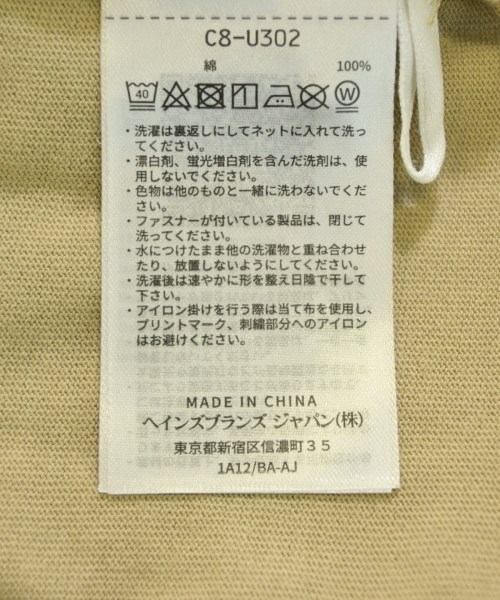 C8-U302
綿 100%
40 W
・洗濯は裏返しにしてネットに入れて洗っ
てください。
・漂白剤、蛍光増白剤を含んだ洗剤は、使
用しないでください。
・色物は他のものと一緒に洗わないでくだ
さい。
・ファスナーが付いている製品は、閉じて
洗ってください。
・水につけたまま他の洗濯物と重ね合わせ
たり、放置しないようにしてください。
・洗濯後は速やかに形を整え日陰で干して
下さい。
・アイロン掛けを行う際は当て布を使用し、
プリントマーク、刺繍部分へのアイロン
はお避けください。
MADE IN CHINA
ヘインズブランズ ジャパン(株)
東京都新宿区信濃町35
1A12/BA-AJ